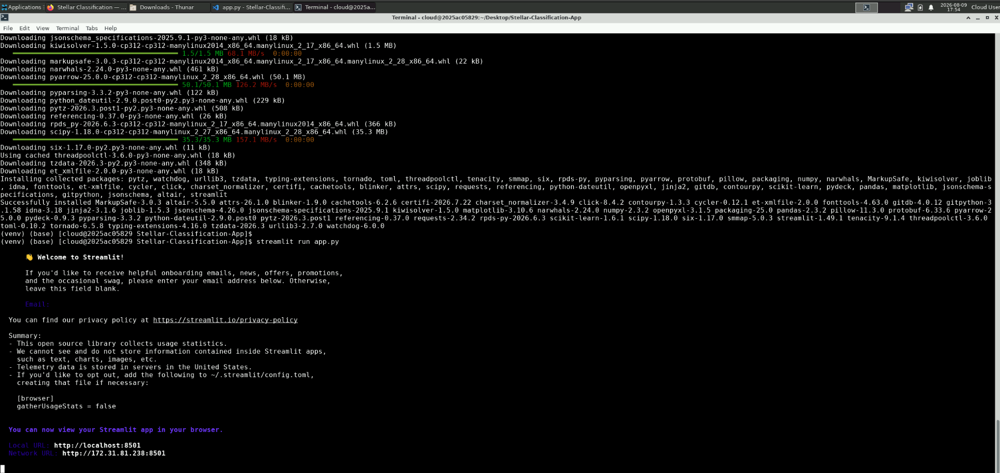 Applications
Stellar Classification — ...
Downloads - Thunar
app.py - Stellar-Classifi...
Terminal - cloud@2025a...
2026-08-09
17:54
Cloud User
Terminal - cloud@2025ac05829:~/Desktop/Stellar-Classification-App
File Edit View Terminal Tabs Help
Downloading jsonschema_specifications-2025.9.1-py3-none-any.whl (18 kB)
Downloading kiwisolver-1.5.0-cp312-cp312-manylinux2014_x86_64.manylinux_2_17_x86_64.whl (1.5 MB)
1.5/1.5 MB 68.1 MB/s 0:00:00
Downloading markupsafe-3.0.3-cp312-cp312-manylinux2014_x86_64.manylinux_2_17_x86_64.manylinux_2_28_x86_64.whl (22 kB)
Downloading narwhals-2.24.0-py3-none-any.whl (461 kB)
Downloading pyarrow-25.0.0-cp312-cp312-manylinux_2_28_x86_64.whl (50.1 MB)
50.1/50.1 MB 126.2 MB/s 0:00:00
Downloading pyparsing-3.3.2-py3-none-any.whl (122 kB)
Downloading python_dateutil-2.9.0.post0-py2.py3-none-any.whl (229 kB)
Downloading pytz-2026.3.post1-py2.py3-none-any.whl (508 kB)
Downloading referencing-0.37.0-py3-none-any.whl (26 kB)
Downloading rpds_py-2026.6.3-cp312-cp312-manylinux_2_17_x86_64.manylinux2014_x86_64.whl (366 kB)
Downloading scipy-1.18.0-cp312-cp312-manylinux_2_27_x86_64.manylinux_2_28_x86_64.whl (35.3 MB)
35.3/35.3 MB 157.1 MB/s 0:00:00
Downloading six-1.17.0-py2.py3-none-any.whl (11 kB)
Using cached threadpoolctl-3.6.0-py3-none-any.whl (18 kB)
Downloading tzdata-2026.3-py2.py3-none-any.whl (348 kB)
Downloading et_xmlfile-2.0.0-py3-none-any.whl (18 kB)
Installing collected packages: pytz, watchdog, urllib3, tzdata, typing-extensions, tornado, toml, threadpoolctl, tenacity, smmap, six, rpds-py, pyparsing, pyarrow, protobuf, pillow, packaging, numpy, narwhals, MarkupSafe, kiwisolver, joblib
, idna, fonttools, et-xmlfile, cycler, click, charset_normalizer, certifi, cachetools, blinker, attrs, scipy, requests, referencing, python-dateutil, openpyxl, jinja2, gitdb, contourpy, scikit-learn, pydeck, pandas, matplotlib, jsonschema-s
pecifications, gitpython, jsonschema, altair, streamlit
Successfully installed MarkupSafe-3.0.3 altair-5.5.0 attrs-26.1.0 blinker-1.9.0 cachetools-6.2.6 certifi-2026.7.22 charset_normalizer-3.4.9 click-8.4.2 contourpy-1.3.3 cycler-0.12.1 et-xmlfile-2.0.0 fonttools-4.63.0 gitdb-4.0.12 gitpython-3
.1.58 idna-3.18 jinja2-3.1.6 joblib-1.5.3 jsonschema-4.26.0 jsonschema-specifications-2025.9.1 kiwisolver-1.5.0 matplotlib-3.10.6 narwhals-2.24.0 numpy-2.3.2 openpyxl-3.1.5 packaging-25.0 pandas-2.3.2 pillow-11.3.0 protobuf-6.33.6 pyarrow-2
5.0.0 pydeck-0.9.3 pyparsing-3.3.2 python-dateutil-2.9.0.post0 pytz-2026.3.post1 referencing-0.37.0 requests-2.34.2 rpds-py-2026.6.3 scikit-learn-1.6.1 scipy-1.18.0 six-1.17.0 smmap-5.0.3 streamlit-1.49.1 tenacity-9.1.4 threadpoolctl-3.6.0
toml-0.10.2 tornado-6.5.8 typing-extensions-4.16.0 tzdata-2026.3 urllib3-2.7.0 watchdog-6.0.0
(venv) (base) [cloud@2025ac05829 Stellar-Classification-App]$
(venv) (base) [cloud@2025ac05829 Stellar-Classification-App]$ streamlit run app.py
👋 Welcome to Streamlit!
If you'd like to receive helpful onboarding emails, news, offers, promotions,
and the occasional swag, please enter your email address below. Otherwise,
leave this field blank.
Email:
You can find our privacy policy at https://streamlit.io/privacy-policy
Summary:
- This open source library collects usage statistics.
- We cannot see and do not store information contained inside Streamlit apps,
such as text, charts, images, etc.
- Telemetry data is stored in servers in the United States.
- If you'd like to opt out, add the following to ~/.streamlit/config.toml,
creating that file if necessary:
[browser]
gatherUsageStats = false
You can now view your Streamlit app in your browser.
Local URL: http://localhost:8501
Network URL: http://172.31.81.238:8501